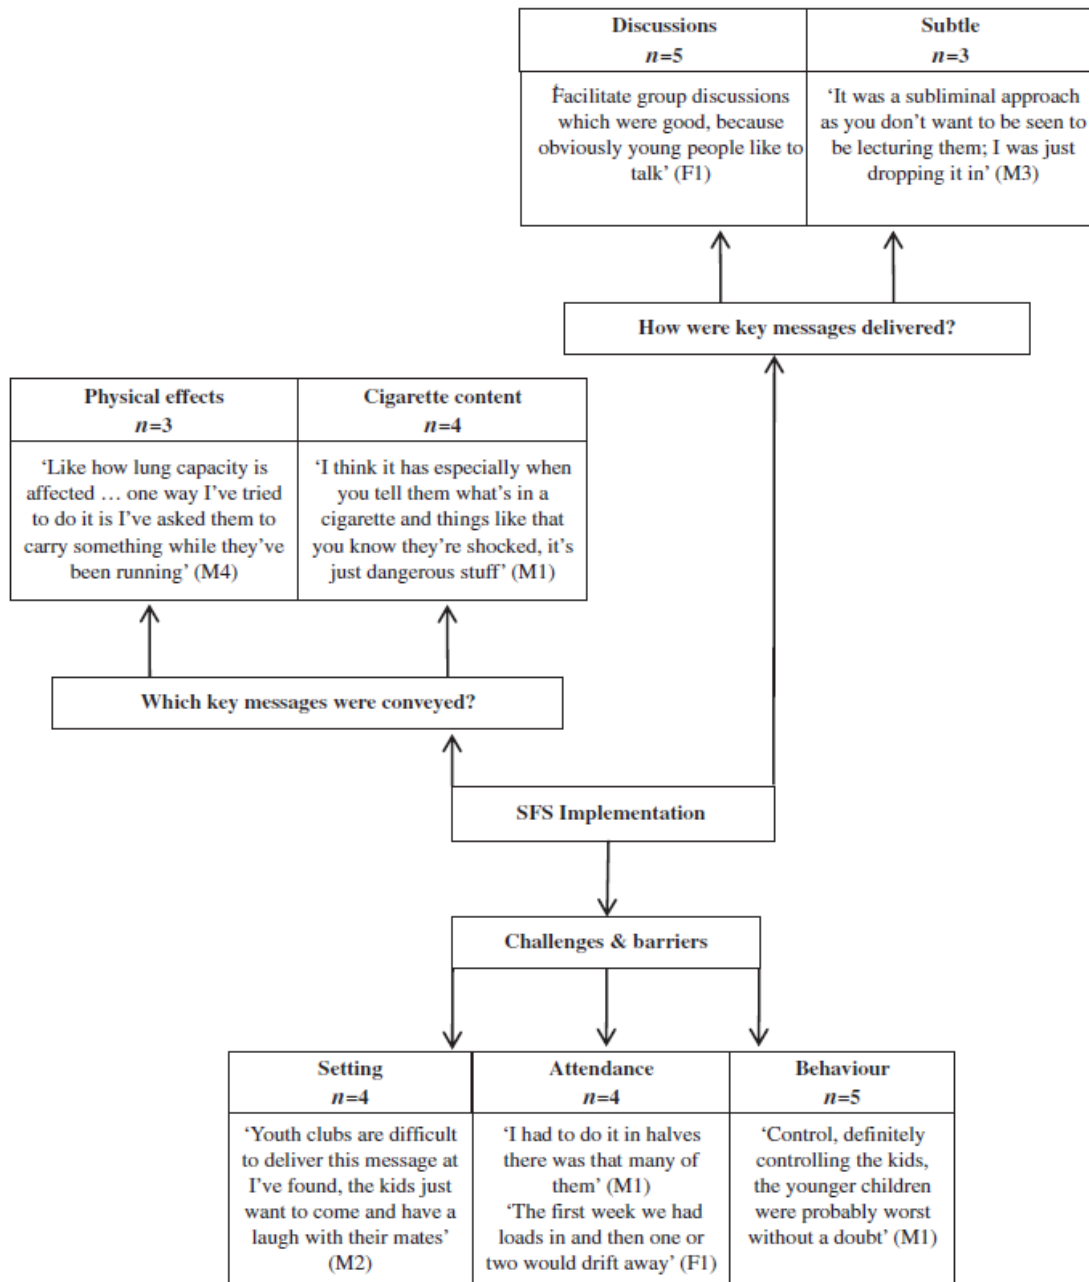 Discussions
n=5
Facilitate group discussions
which were good, because
obviously young people like to
talk’ (F1)
Subtle
n=3
‘It was a subliminal approach
as you don’t want to be seen to
be lecturing them; I was just
dropping it in’ (M3)
How were key messages delivered?
Physical effects
n=3
‘Like how lung capacity is
affected … one way I’ve tried
to do it is I’ve asked them to
carry something while they’ve
been running’ (M4)
Cigarette content
n=4
‘I think it has especially when
you tell them what’s in a
cigarette and things like that
you know they’re shocked, it’s
just dangerous stuff’ (M1)
Which key messages were conveyed?
SFS Implementation
Challenges & barriers
Setting
n=4
‘Youth clubs are difficult
to deliver this message at
I’ve found, the kids just
want to come and have a
laugh with their mates’
(M2)
Attendance
n=4
‘I had to do it in halves
there was that many of
them’ (M1)
‘The first week we had
loads in and then one or
two would drift away’ (F1)
Behaviour
n=5
‘Control, definitely
controlling the kids,
the younger children
were probably worst
without a doubt’ (M1)